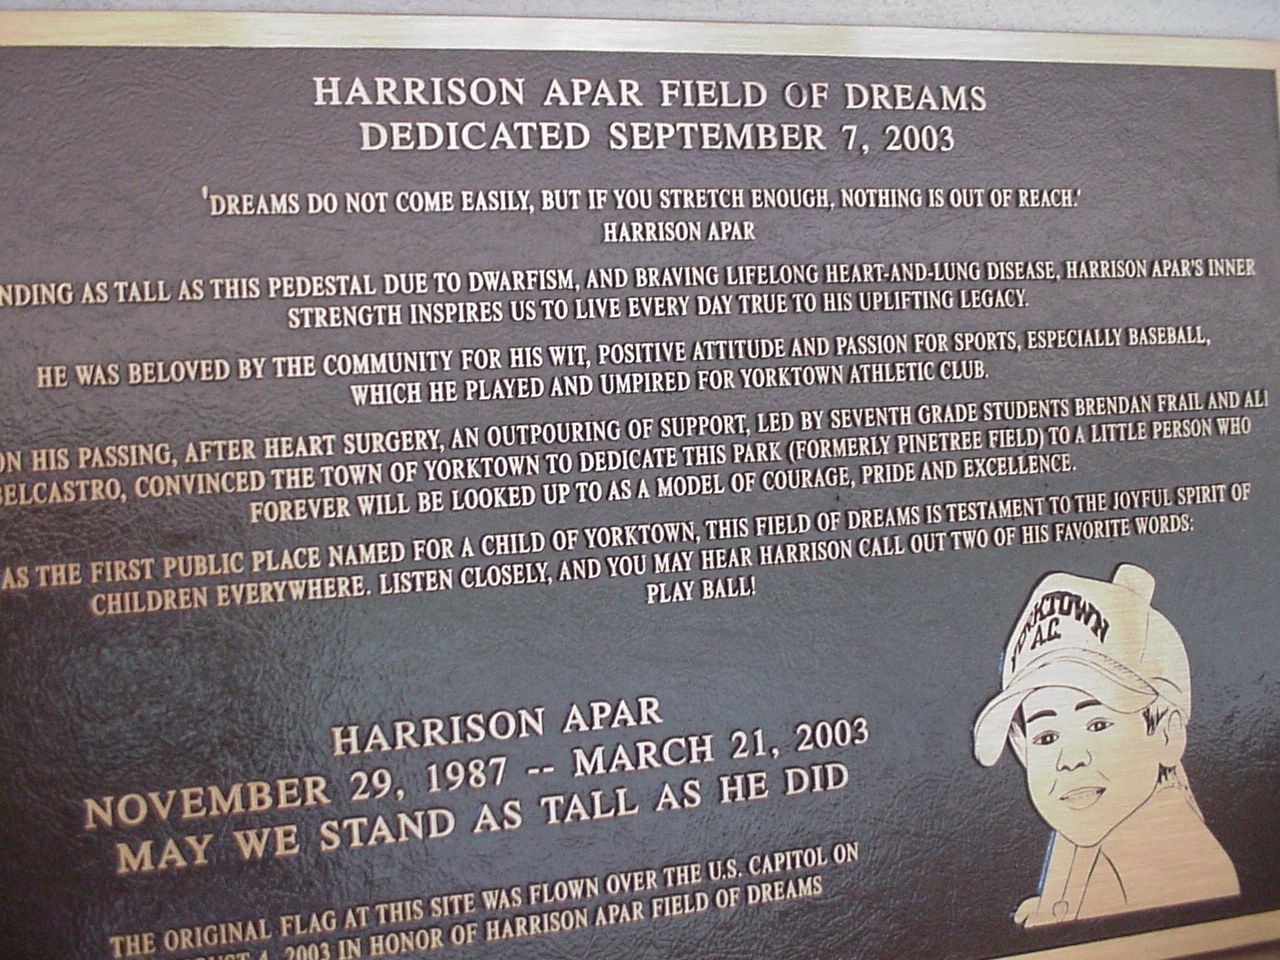 HARRISON APAR FIELD OF DREAMS
DEDICATED SEPTEMBER 7, 2003
'DREAMS DO NOT COME EASILY, BUT IF YOU STRETCH ENOUGH, NOTHING IS OUT OF REACH.'
HARRISON APAR
NDING AS TALL AS THIS PEDESTAL DUE TO DWARFISM, AND BRAVING LIFELONG HEART-AND-LUNG DISEASE, HARRISON APAR'S INNER
STRENGTH INSPIRES US TO LIVE EVERY DAY TRUE TO HIS UPLIFTING LEGACY.
HE WAS BELOVED BY THE COMMUNITY FOR HIS WIT, POSITIVE ATTITUDE AND PASSION FOR SPORTS, ESPECIALLY BASEBALL,
WHICH HE PLAYED AND UMPIRED FOR YORKTOWN ATHLETIC CLUB.
ON HIS PASSING, AFTER HEART SURGERY, AN OUTPOURING OF SUPPORT, LED BY SEVENTH GRADE STUDENTS BRENDAN FRAIL AND ALI
BELCASTRO, CONVINCED THE TOWN OF YORKTOWN TO DEDICATE THIS PARK (FORMERLY PINETREE FIELD) TO A LITTLE PERSON WHO
FOREVER WILL BE LOOKED UP TO AS A MODEL OF COURAGE, PRIDE AND EXCELLENCE.
AS THE FIRST PUBLIC PLACE NAMED FOR A CHILD OF YORKTOWN, THIS FIELD OF DREAMS IS TESTAMENT TO THE JOYFUL SPIRIT OF
CHILDREN EVERYWHERE. LISTEN CLOSELY, AND YOU MAY HEAR HARRISON CALL OUT TWO OF HIS FAVORITE WORDS:
PLAY BALL!
YORKTOWN
A.C.
HARRISON APAR
NOVEMBER 29, 1987 -- MARCH 21, 2003
MAY WE STAND AS TALL AS HE DID
THE ORIGINAL FLAG AT THIS SITE WAS FLOWN OVER THE U.S. CAPITOL ON
4, 2003 IN HONOR OF HARRISON APAR FIELD OF DREAMS